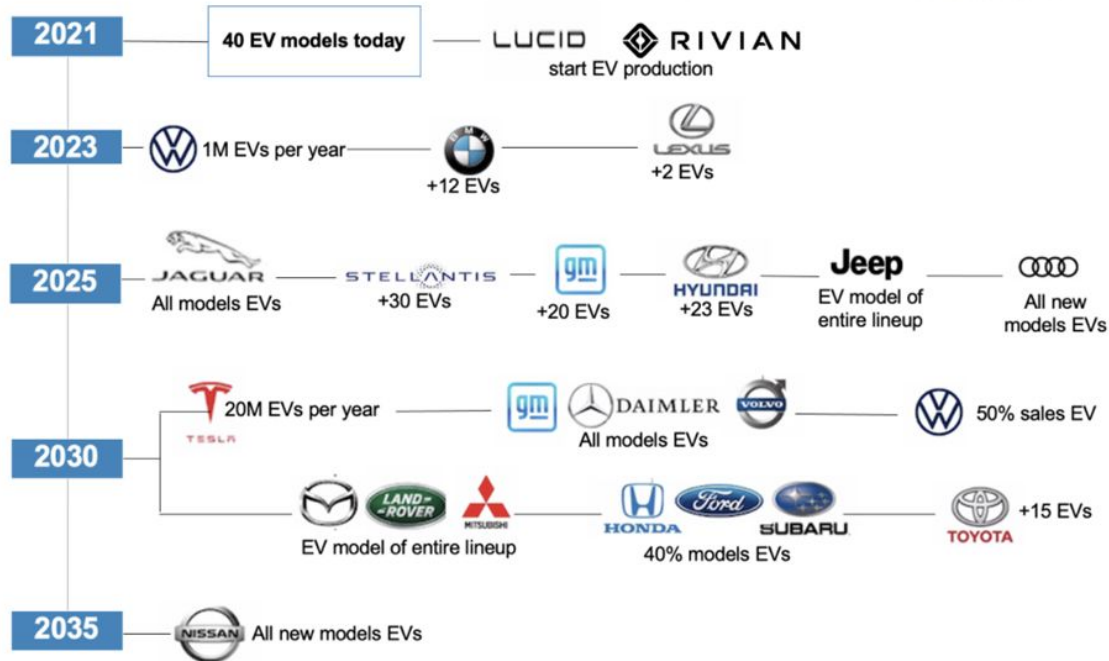 2021
40 EV models today
LUCID
RIVIAN
start EV production
2023
1M EVs per year
BMW
+12 EVs
LEXUS
+2 EVs
2025
JAGUAR
All models EVs
STELLANTIS
+30 EVs
gm
+20 EVs
HYUNDAI
+23 EVs
Jeep
EV model of
entire lineup
All new
models EVs
2030
TESLA
20M EVs per year
gm
DAIMLER
VOLVO
All models EVs
50% sales EV
LAND-
-ROVER
MITSUBISHI
EV model of entire lineup
HONDA
Ford
SUBARU
40% models EVs
TOYOTA
+15 EVs
2035
NISSAN
All new models EVs